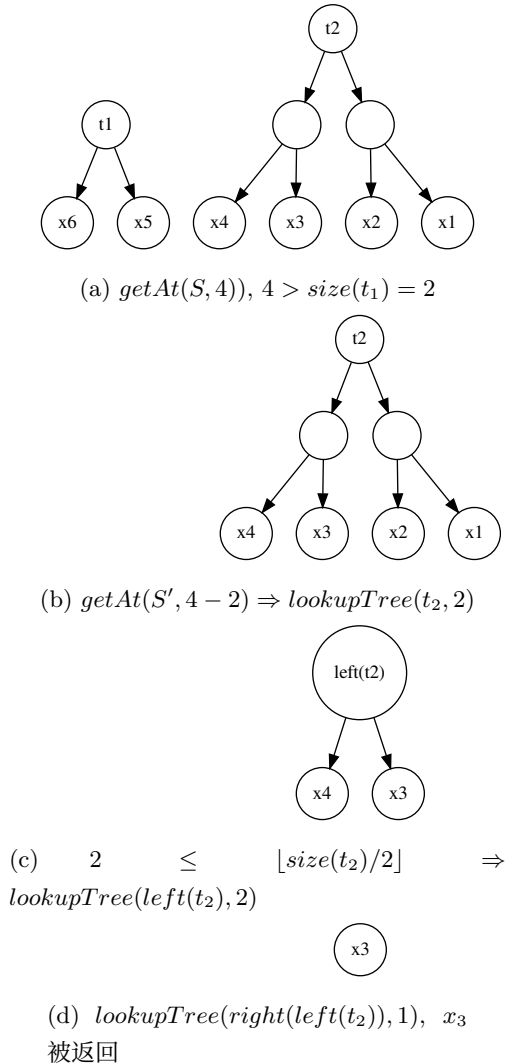 t2
t1
x6 x5 x4 x3 x2 x1
(a) getAt(S, 4)), 4 > size(t₁) = 2
t2
x4 x3 x2 x1
(b) getAt(S′, 4 − 2) ⇒ lookupTree(t₂, 2)
left(t2)
x4 x3
(c) 2 ≤ ⌊size(t₂)/2⌋ ⇒
lookupTree(left(t₂), 2)
x3
(d) lookupTree(right(left(t₂)), 1), x₃
被返回